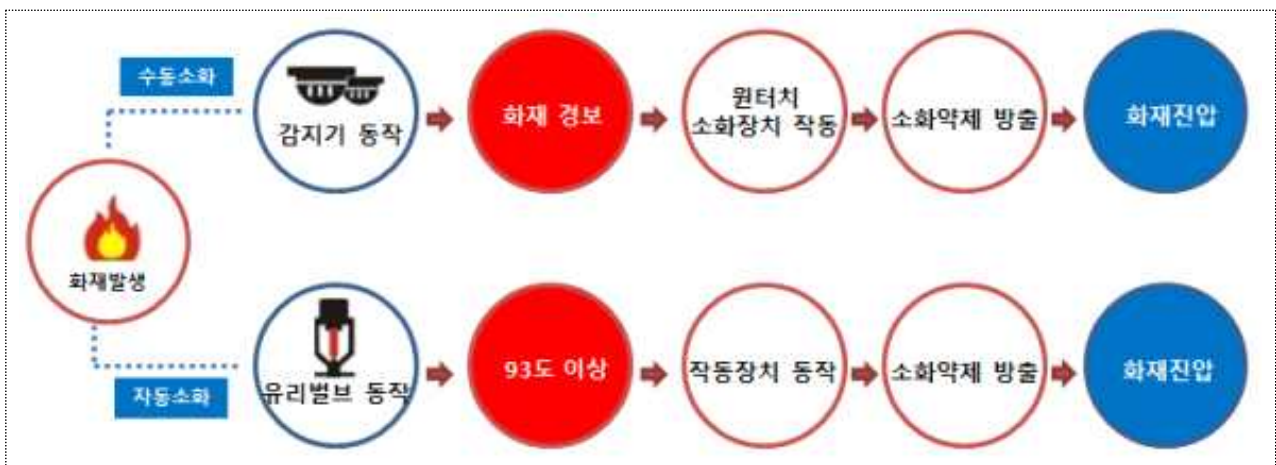 수동소화
감지기 동작
화재 경보
원터치
소화장치 작동
소화약제 방출
화재진압
화재발생
자동소화
유리벌브 동작
93도 이상
작동장치 동작
소화약제 방출
화재진압